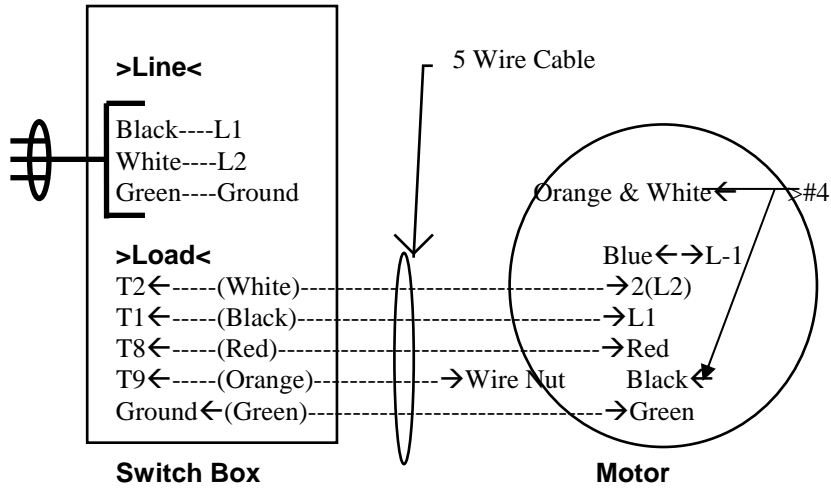 >Line<
5 Wire Cable
Black----L1
White----L2
Green----Ground
Orange & White← >#4
>Load<
Blue←→L-1
T2←-----(White)-----------------------------------→2(L2)
T1←-----(Black)-----------------------------------→L1
T8←-----(Red)-------------------------------------→Red
T9←-----(Orange)--------------→Wire Nut Black←
Ground←(Green)----------------------------------→Green
Switch Box
Motor